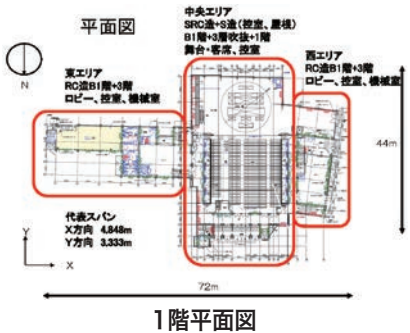 平面図
N
中央エリア
SRC造+S造(控室、屋根)
B1階+3層吹抜+1階
舞台・客席、控室
東エリア
RC造B1階+3階
ロビー、控室、機械室
西エリア
RC造B1階+3階
ロビー、控室、機械室
44m
代表スパン
X方向 4,848m
Y方向 3,333m
Y
X
72m
1階平面図